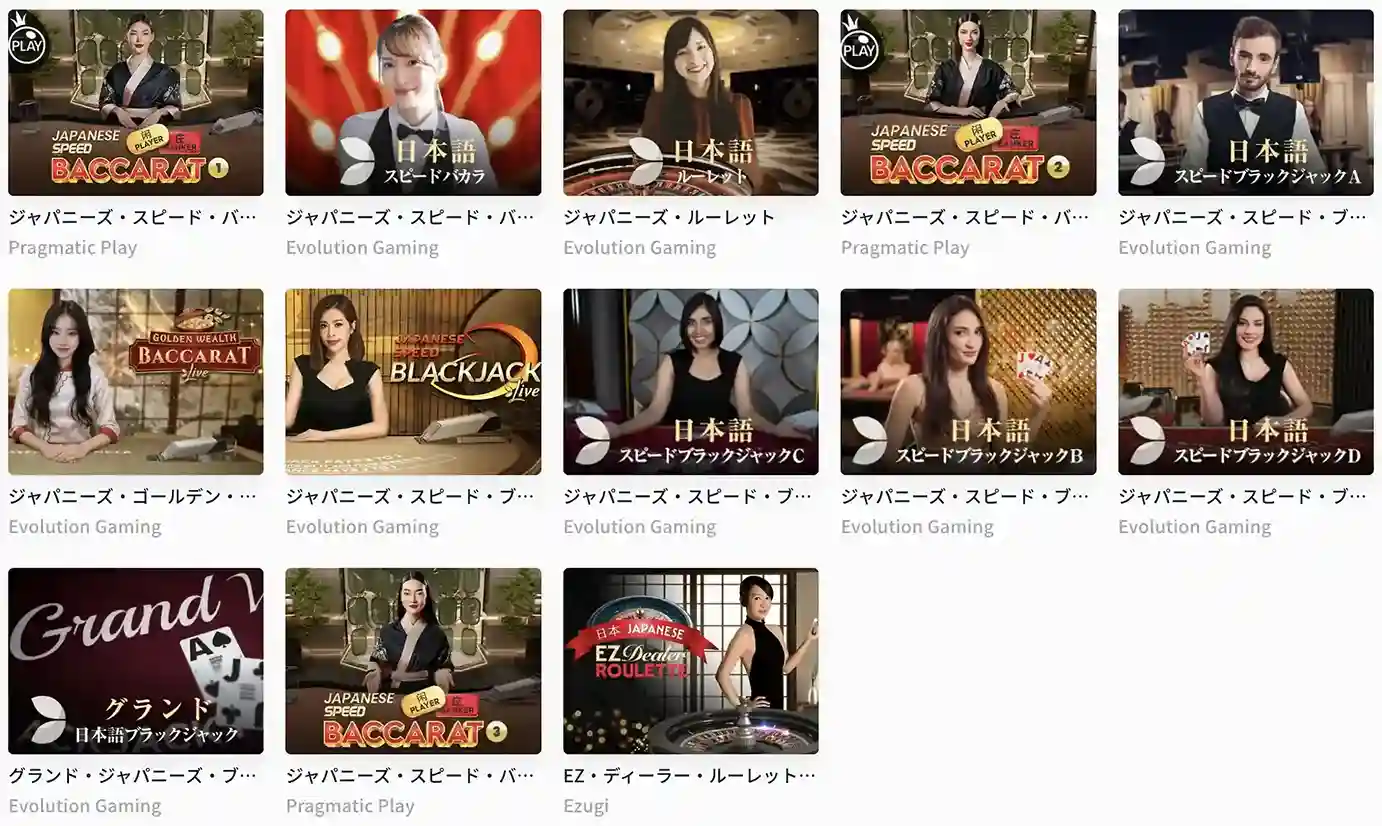 PLAY
JAPANESE
SPEED
闲
PLAYER
庄
BANKER
BACCARAT 1
ジャパニーズ・スピード・バ…
Pragmatic Play
日本語
スピードバカラ
ジャパニーズ・スピード・バ…
Evolution Gaming
日本語
ルーレット
ジャパニーズ・ルーレット
Evolution Gaming
PLAY
JAPANESE
SPEED
闲
PLAYER
庄
BANKER
BACCARAT 2
ジャパニーズ・スピード・バ…
Pragmatic Play
日本語
スピードブラックジャックA
ジャパニーズ・スピード・ブ…
Evolution Gaming
GOLDEN WEALTH
BACCARAT
Live
ジャパニーズ・ゴールデン・…
Evolution Gaming
JAPANESE
SPEED
BLACKJACK
Live
ジャパニーズ・スピード・ブ…
Evolution Gaming
日本語
スピードブラックジャックC
ジャパニーズ・スピード・ブ…
Evolution Gaming
J A
日本語
スピードブラックジャックB
ジャパニーズ・スピード・ブ…
Evolution Gaming
日本語
スピードブラックジャックD
ジャパニーズ・スピード・ブ…
Evolution Gaming
Grand V
A
J
グランド
日本語ブラックジャック
グランド・ジャパニーズ・ブ…
Evolution Gaming
JAPANESE
SPEED
闲
PLAYER
庄
BANKER
BACCARAT 3
ジャパニーズ・スピード・バ…
Pragmatic Play
日本 JAPANESE
EZ Dealer
ROULETTE
EZ・ディーラー・ルーレット…
Ezugi